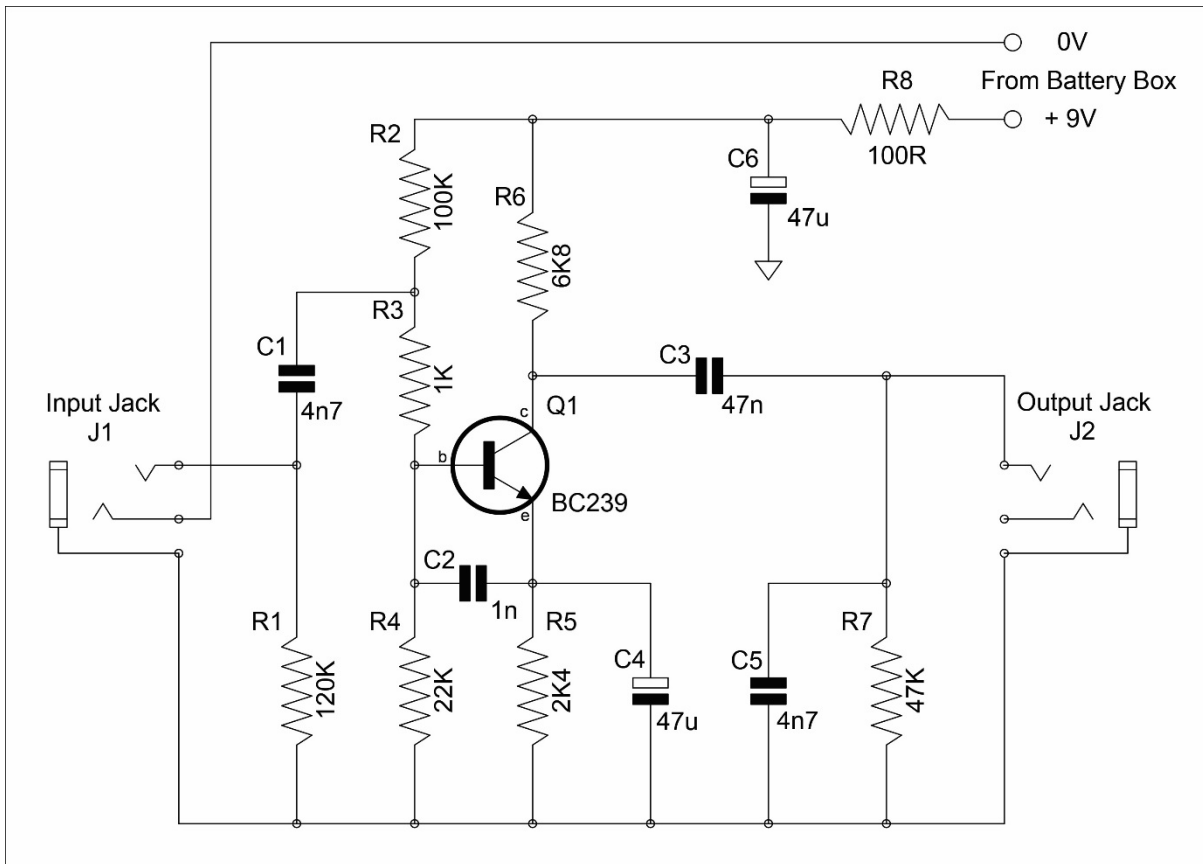 0V
From Battery Box
+ 9V
R8
100R
R2
100K
R6
6K8
C6
47u
R3
1K
C1
4n7
C3
47n
Input Jack
J1
Output Jack
J2
Q1
c
b
e
BC239
C2
1n
R1
120K
R4
22K
R5
2K4
C4
47u
C5
4n7
R7
47K